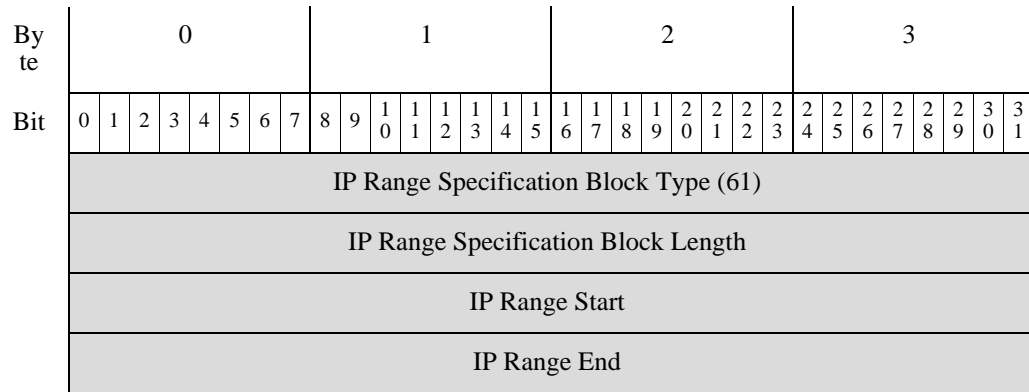 By
te 0 1 2 3
Bit 0 1 2 3 4 5 6 7 8 9 10 11 12 13 14 15 16 17 18 19 20 21 22 23 24 25 26 27 28 29 30 31
IP Range Specification Block Type (61)
IP Range Specification Block Length
IP Range Start
IP Range End